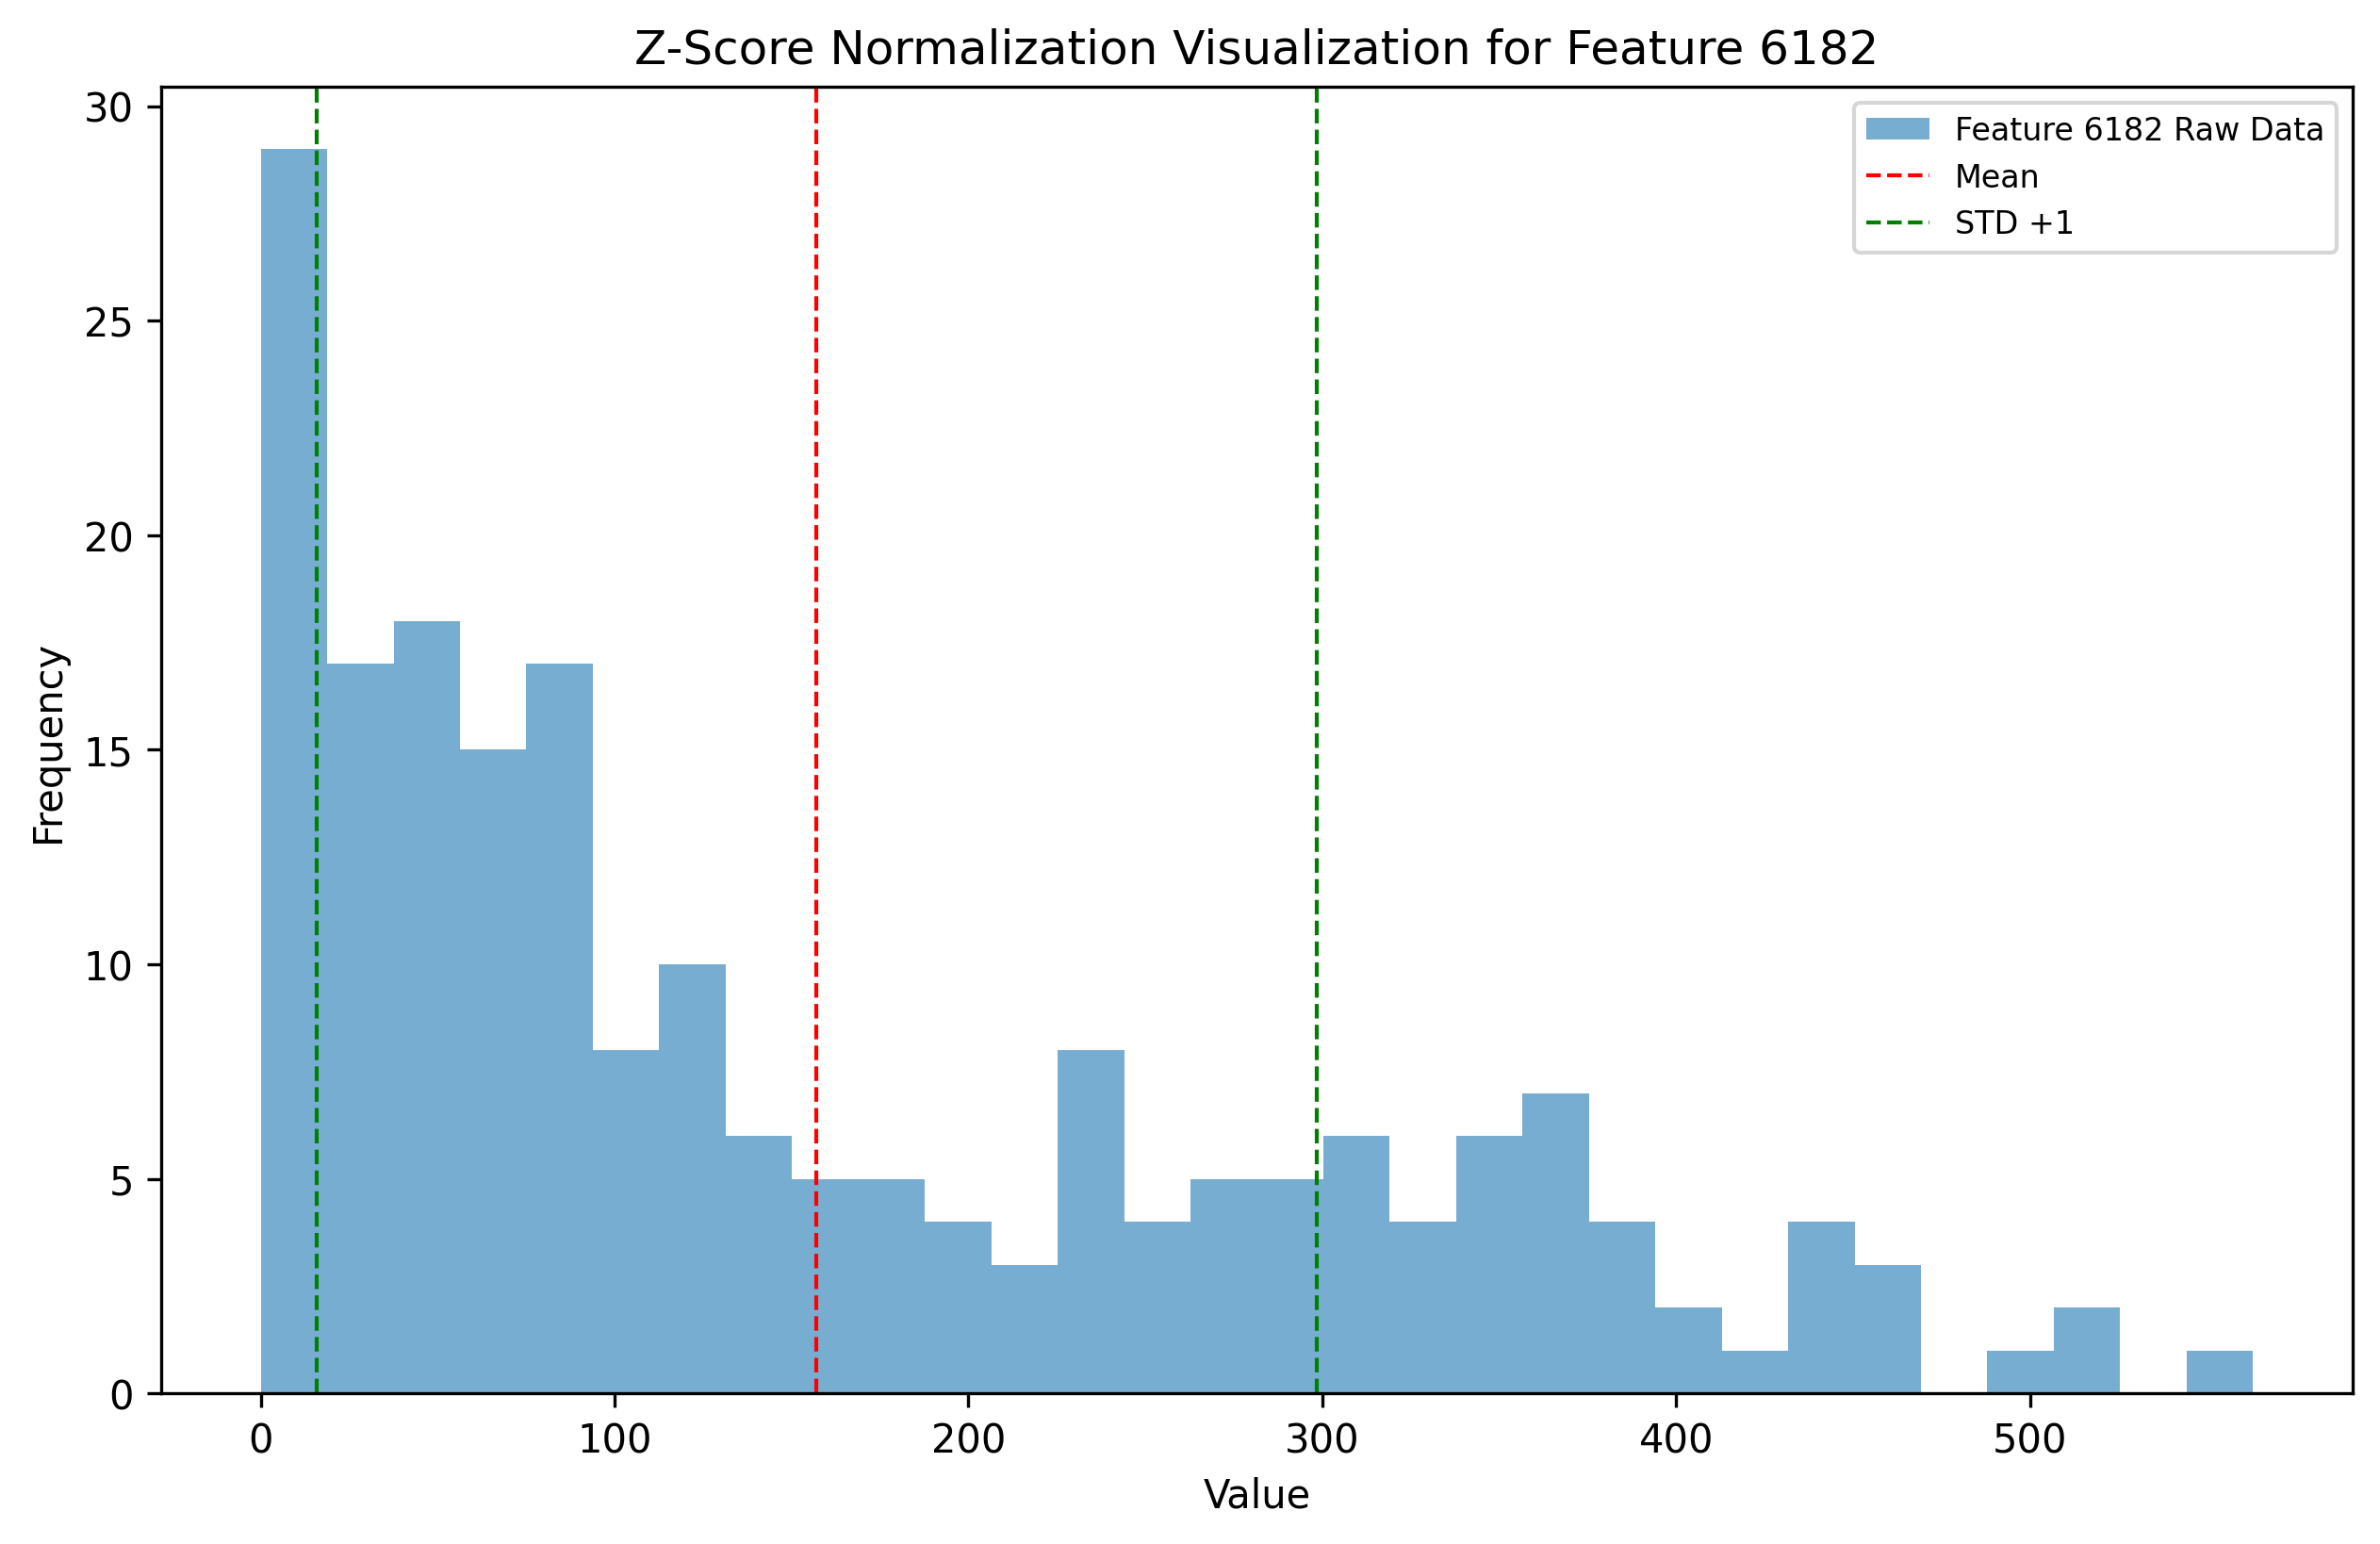 Z-Score Normalization Visualization for Feature 6182
Feature 6182 Raw Data
Mean
STD +1
30
25
20
15
10
5
0
Frequency
0 100 200 300 400 500
Value